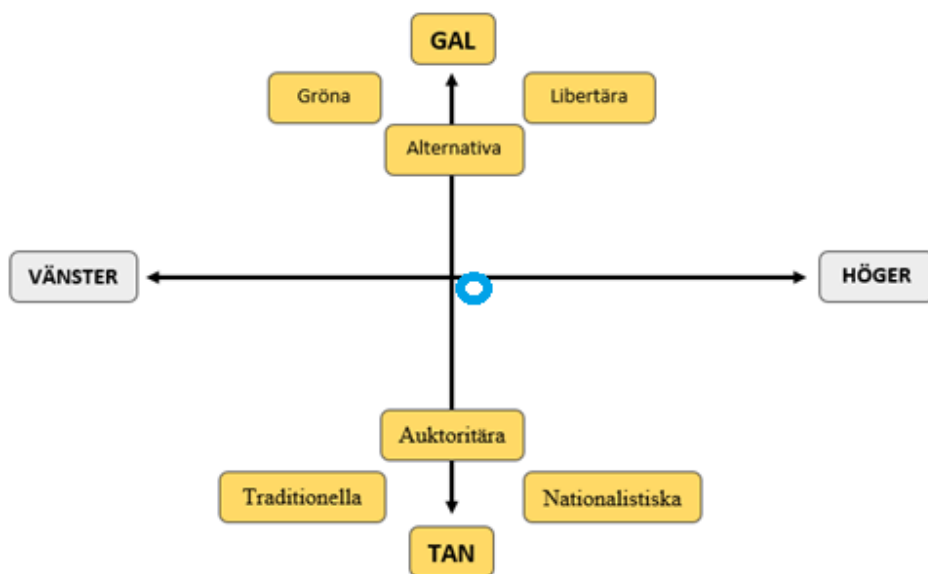 GAL
Gröna
Libertära
Alternativa
VÄNSTER
HÖGER
Auktoritära
Traditionella
Nationalistiska
TAN